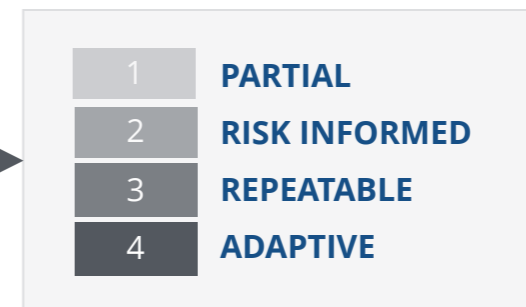 1 PARTIAL
2 RISK INFORMED
3 REPEATABLE
4 ADAPTIVE